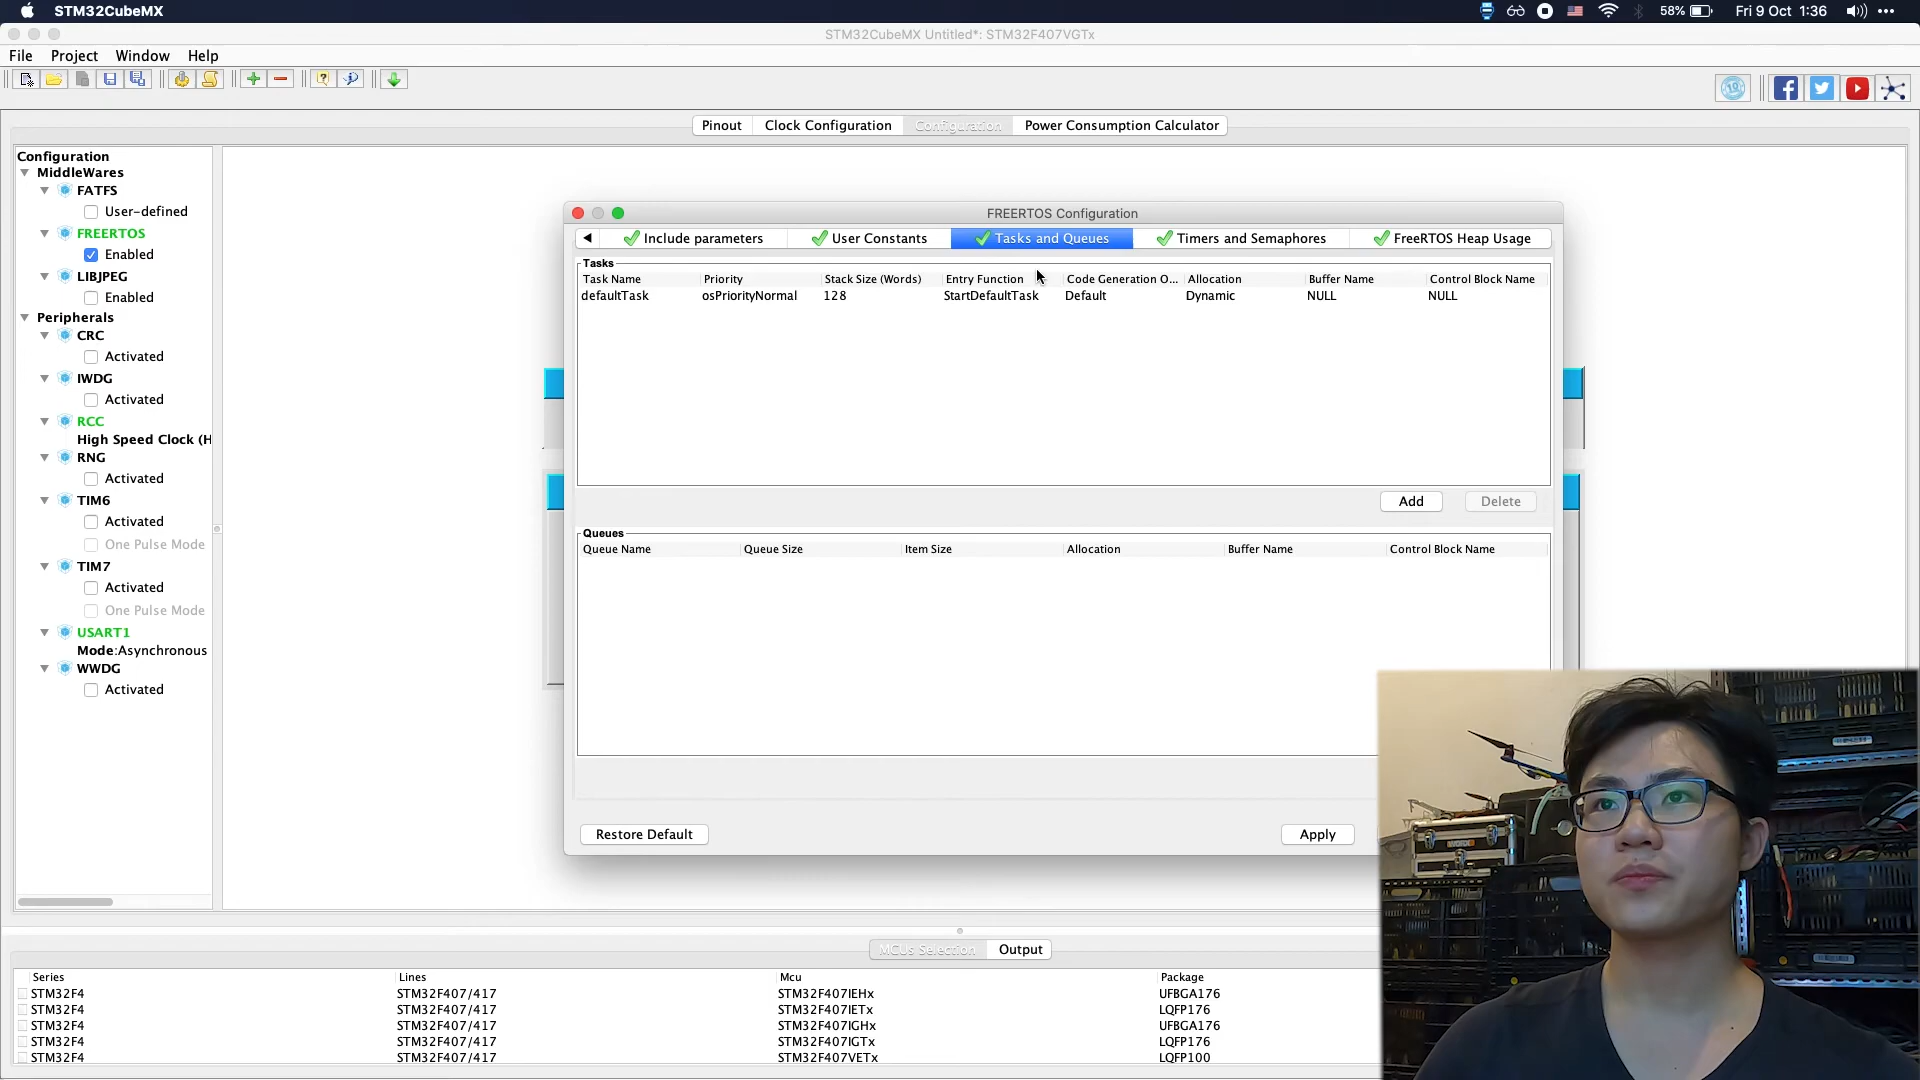 STM32CubeMX
58%
Fri 9 Oct 1:36
STM32CubeMX Untitled*: STM32F407VGTx
File Project Window Help
Pinout Clock Configuration Configuration Power Consumption Calculator
Configuration
MiddleWares
FATFS
User-defined
FREERTOS
Enabled
LIBJPEG
Enabled
Peripherals
CRC
Activated
IWDG
Activated
RCC
High Speed Clock (H
RNG
Activated
TIM6
Activated
One Pulse Mode
TIM7
Activated
One Pulse Mode
USART1
Mode:Asynchronous
WWDG
Activated
FREERTOS Configuration
Include parameters User Constants Tasks and Queues Timers and Semaphores FreeRTOS Heap Usage
Tasks
Task Name Priority Stack Size (Words) Entry Function Code Generation O... Allocation Buffer Name Control Block Name
defaultTask osPriorityNormal 128 StartDefaultTask Default Dynamic NULL NULL
Add Delete
Queues
Queue Name Queue Size Item Size Allocation Buffer Name Control Block Name
Restore Default Apply
MCUs Selection Output
Series Lines Mcu Package
STM32F4 STM32F407/417 STM32F407IEHx UFBGA176
STM32F4 STM32F407/417 STM32F407IETx LQFP176
STM32F4 STM32F407/417 STM32F407IGHx UFBGA176
STM32F4 STM32F407/417 STM32F407IGTx LQFP176
STM32F4 STM32F407/417 STM32F407VETx LQFP100